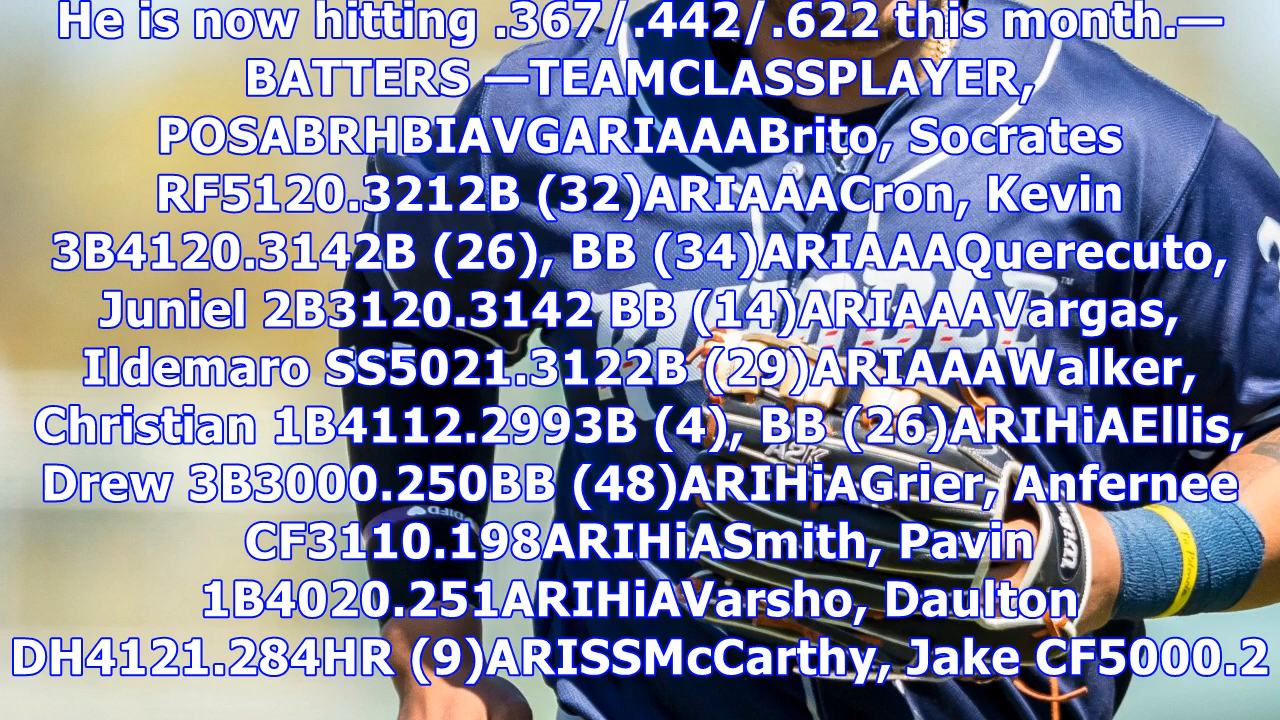 He is now hitting .367/.442/.622 this month.—
BATTERS —TEAMCLASSPLAYER,
POSABRHBIAVGARIAAABrito, Socrates
RF5120.3212B (32)ARIAAACron, Kevin
3B4120.3142B (26), BB (34)ARIAAAQuerecuto,
Juniel 2B3120.3142 BB (14)ARIAAAVargas,
Ildemaro SS5021.3122B (29)ARIAAAWalker,
Christian 1B4112.2993B (4), BB (26)ARIHiAEllis,
Drew 3B3000.250BB (48)ARIHiAGrier, Anfernee
CF3110.198ARIHiASmith, Pavin
1B4020.251ARIHiAVarsho, Daulton
DH4121.284HR (9)ARISSMcCarthy, Jake CF5000.2
A2K